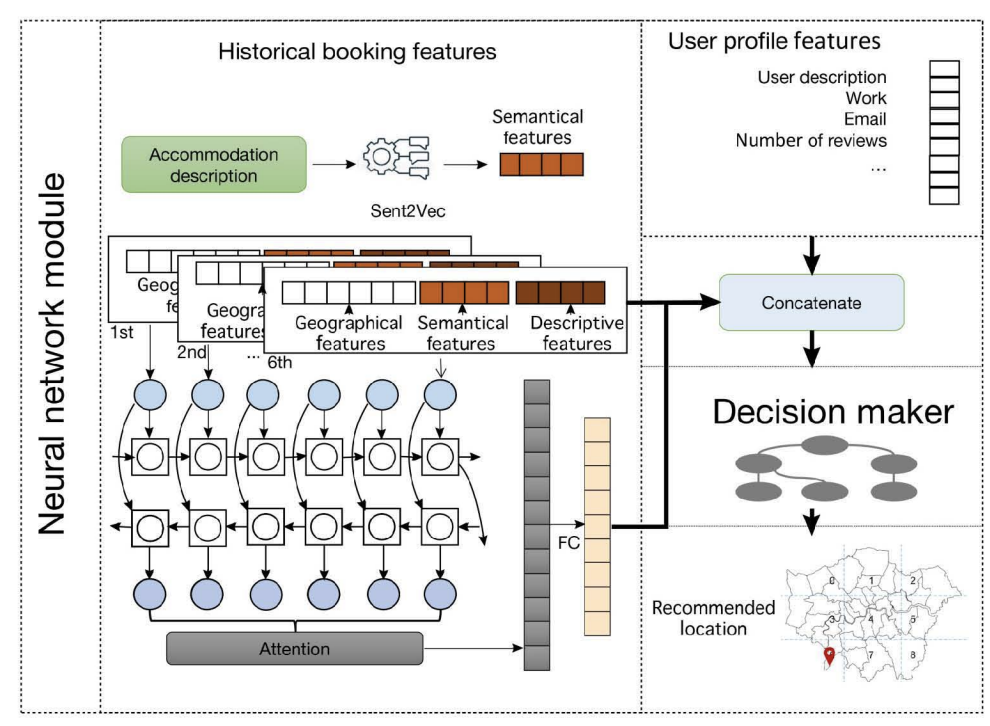 Neural network module
Historical booking features
Accommodation
description
Sent2Vec
Semantical
features
Geographical
features
Semantical
features
Descriptive
features
Geogra
features
1st
2nd
...
6th
FC
Attention
User profile features
User description
Work
Email
Number of reviews
...
Concatenate
Decision maker
Recommended
location
0
1
2
3
4
5
7
8